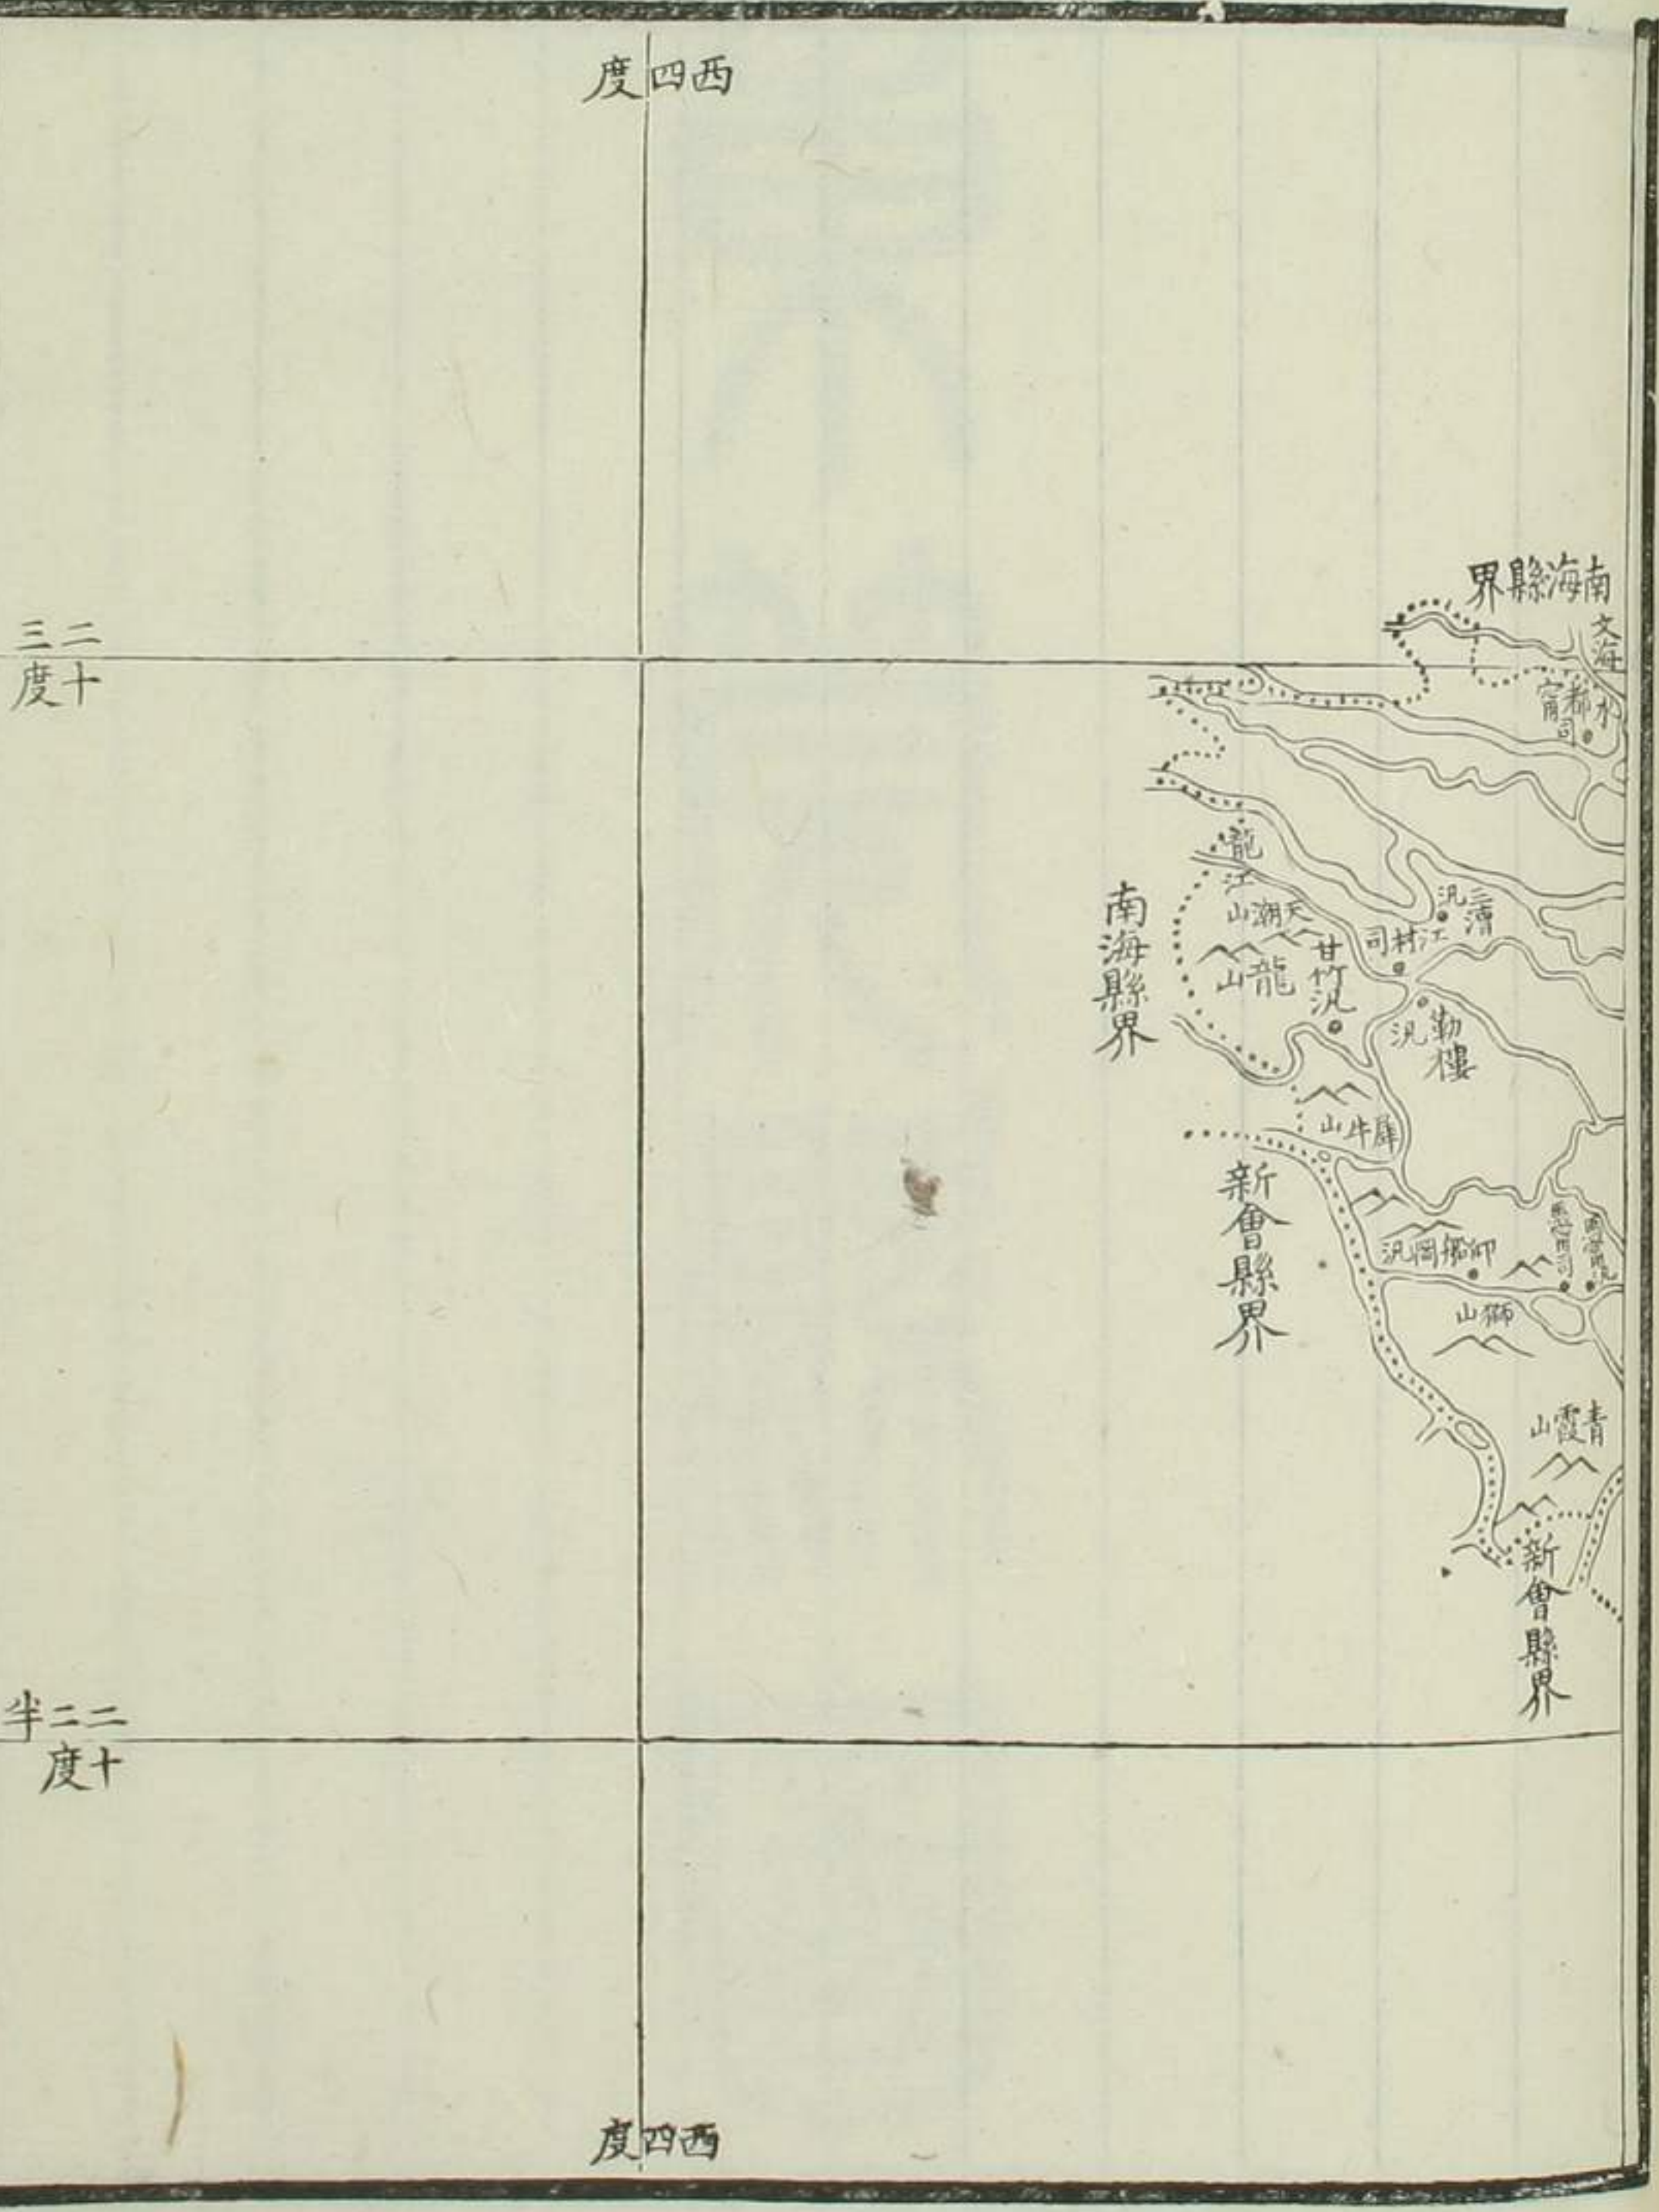 西四度
南海縣界
文海
水
都甯司
二十三度
龍江
天湖山
龍山
甘竹汛
三漕汛
江村司
勒樓汛
南海縣界
犀牛山
新會縣界
仰船岡汛
獅山
青霞山
新會縣界
二十二度半
西四度